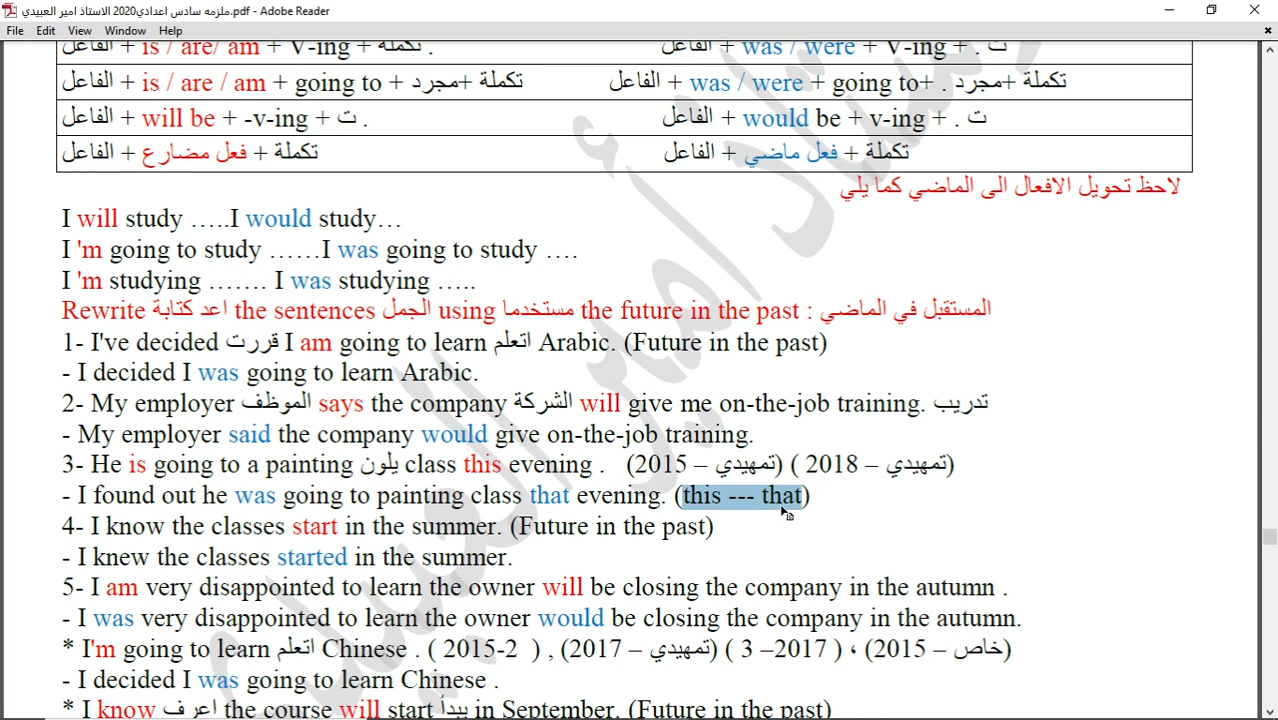 ملزمه سادس اعدادي2020 الاستاذ امير العبيدي.pdf - Adobe Reader
File Edit View Window Help
الفاعل + is / are/ am + V-ing + تكملة . الفاعل + was / were + V-ing + . ت
الفاعل + is / are / am + going to + مجرد+ تكملة الفاعل + was / were + going to+ . مجرد+ تكملة
الفاعل + will be + -v-ing + ت . الفاعل + would be + v-ing + . ت
الفاعل + فعل مضارع + تكملة الفاعل + فعل ماضي + تكملة
لاحظ تحويل الافعال الى الماضي كما يلي
I will study …..I would study…
I 'm going to study ……I was going to study ….
I 'm studying ……. I was studying …..
Rewrite اعد كتابة the sentences الجمل using مستخدما the future in the past : المستقبل في الماضي
1- I've decided قررت I am going to learn اتعلم Arabic. (Future in the past)
- I decided I was going to learn Arabic.
2- My employer الموظف says the company الشركة will give me on-the-job training. تدريب
- My employer said the company would give on-the-job training.
3- He is going to a painting يلون class this evening . (2015 – تمهيدي) ( 2018 – تمهيدي)
- I found out he was going to painting class that evening. (this --- that)
4- I know the classes start in the summer. (Future in the past)
- I knew the classes started in the summer.
5- I am very disappointed to learn the owner will be closing the company in the autumn .
- I was very disappointed to learn the owner would be closing the company in the autumn.
* I'm going to learn اتعلم Chinese . ( 2015-2 ) , (2017 – تمهيدي) ( 3 –2017 ) ، (2015 – خاص)
- I decided I was going to learn Chinese .
* I know اعرف the course will start يبدأ in September. (Future in the past)
الاستاذ أمير العبيدي